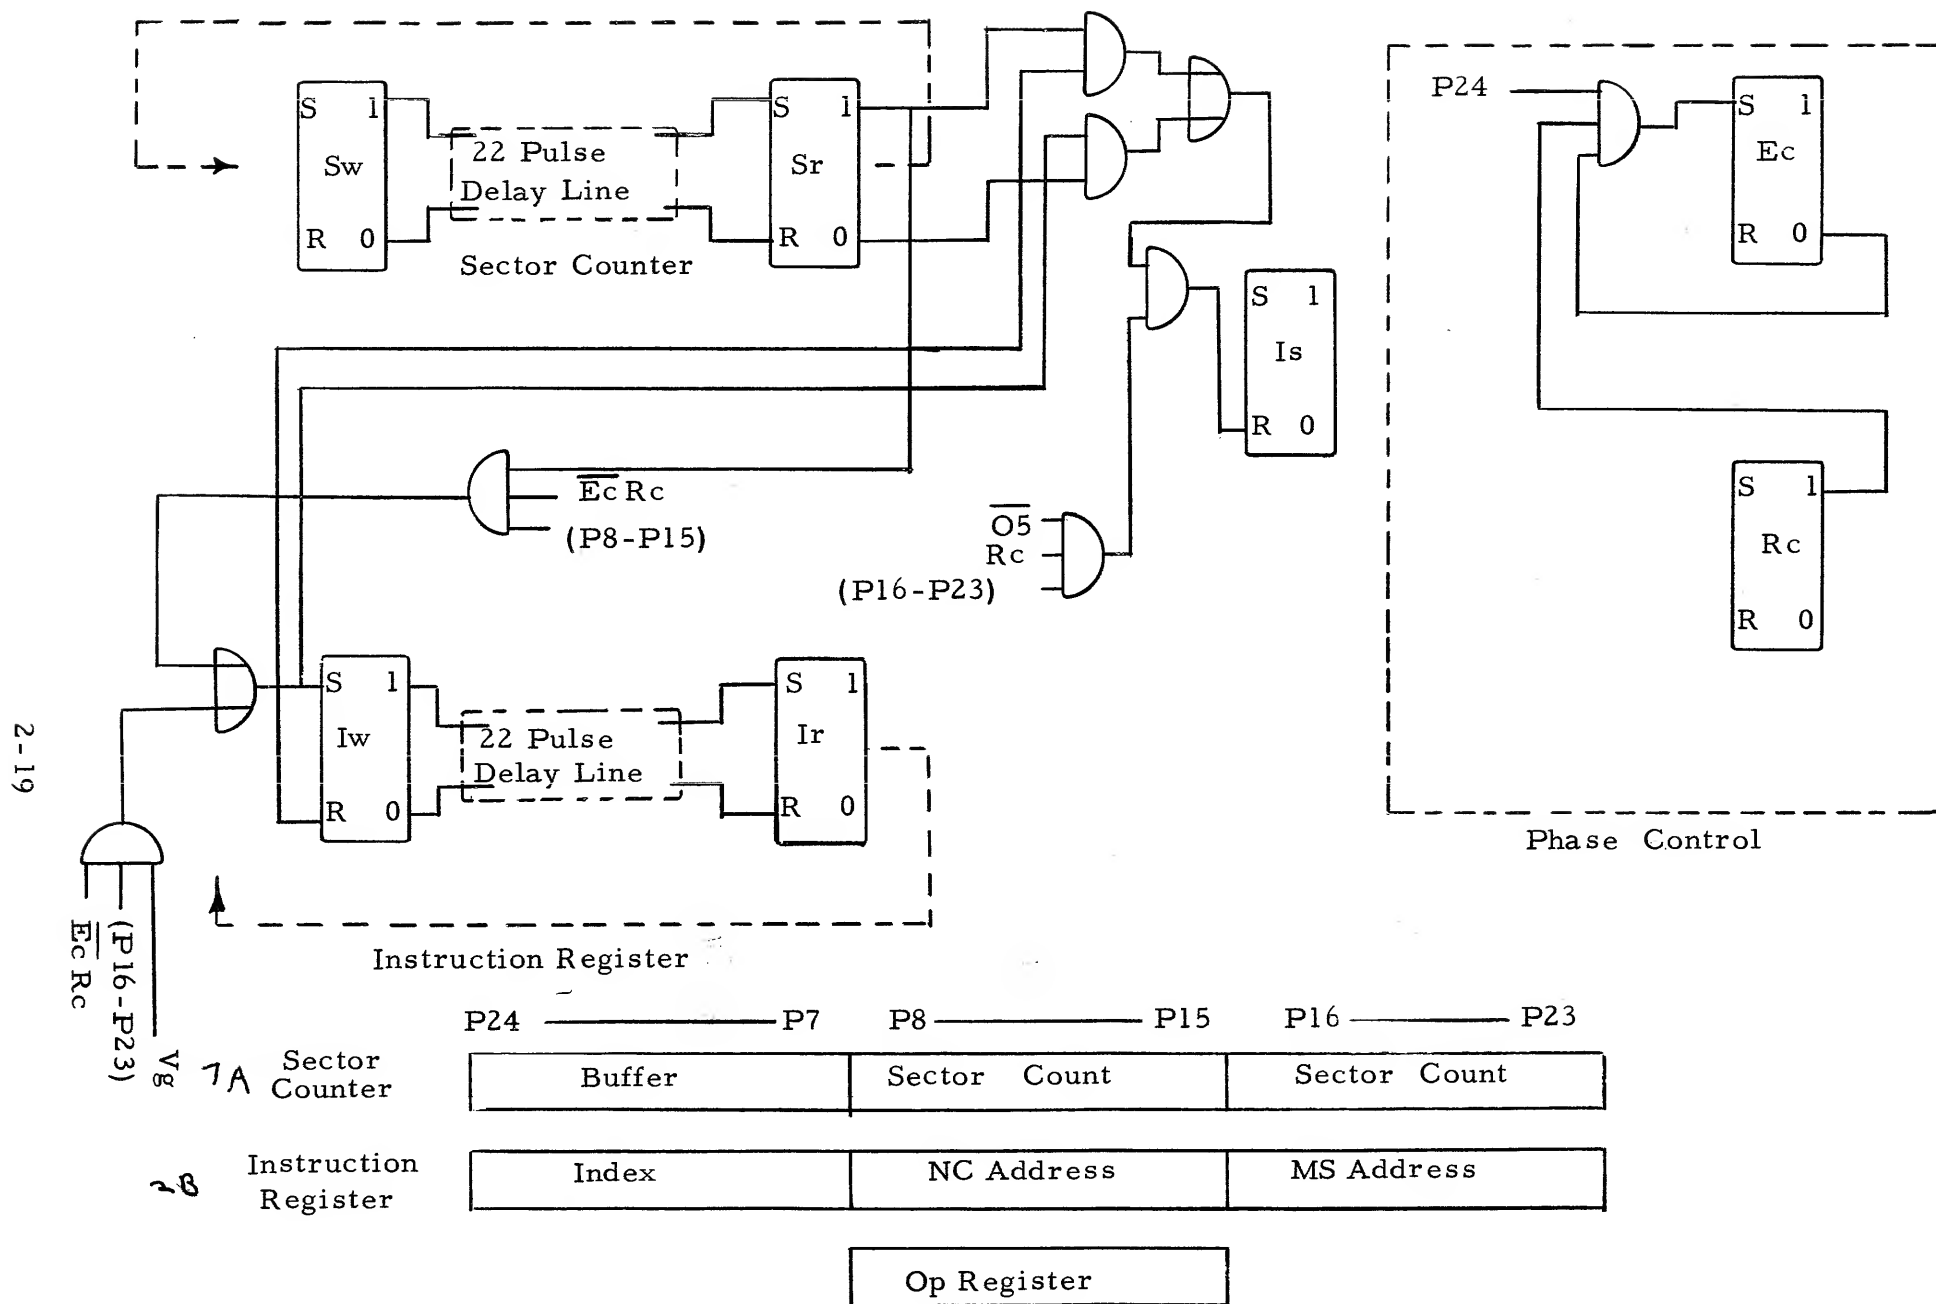 S 1
Sw
R 0
22 Pulse
Delay Line
S 1
Sr
R 0
Sector Counter
P24
S 1
Ec
R 0
S 1
Is
R 0
S 1
Rc
R 0
Phase Control
E̅c̅ Rc
(P8-P15)
O̅5̅
Rc
(P16-P23)
S 1
Iw
R 0
22 Pulse
Delay Line
S 1
Ir
R 0
Instruction Register
E̅c̅ Rc
(P16-P23)
Vg
2-19
P24 P7 P8 P15 P16 P23
Sector
Counter
Buffer
Sector Count
Sector Count
Instruction
Register
Index
NC Address
MS Address
Op Register